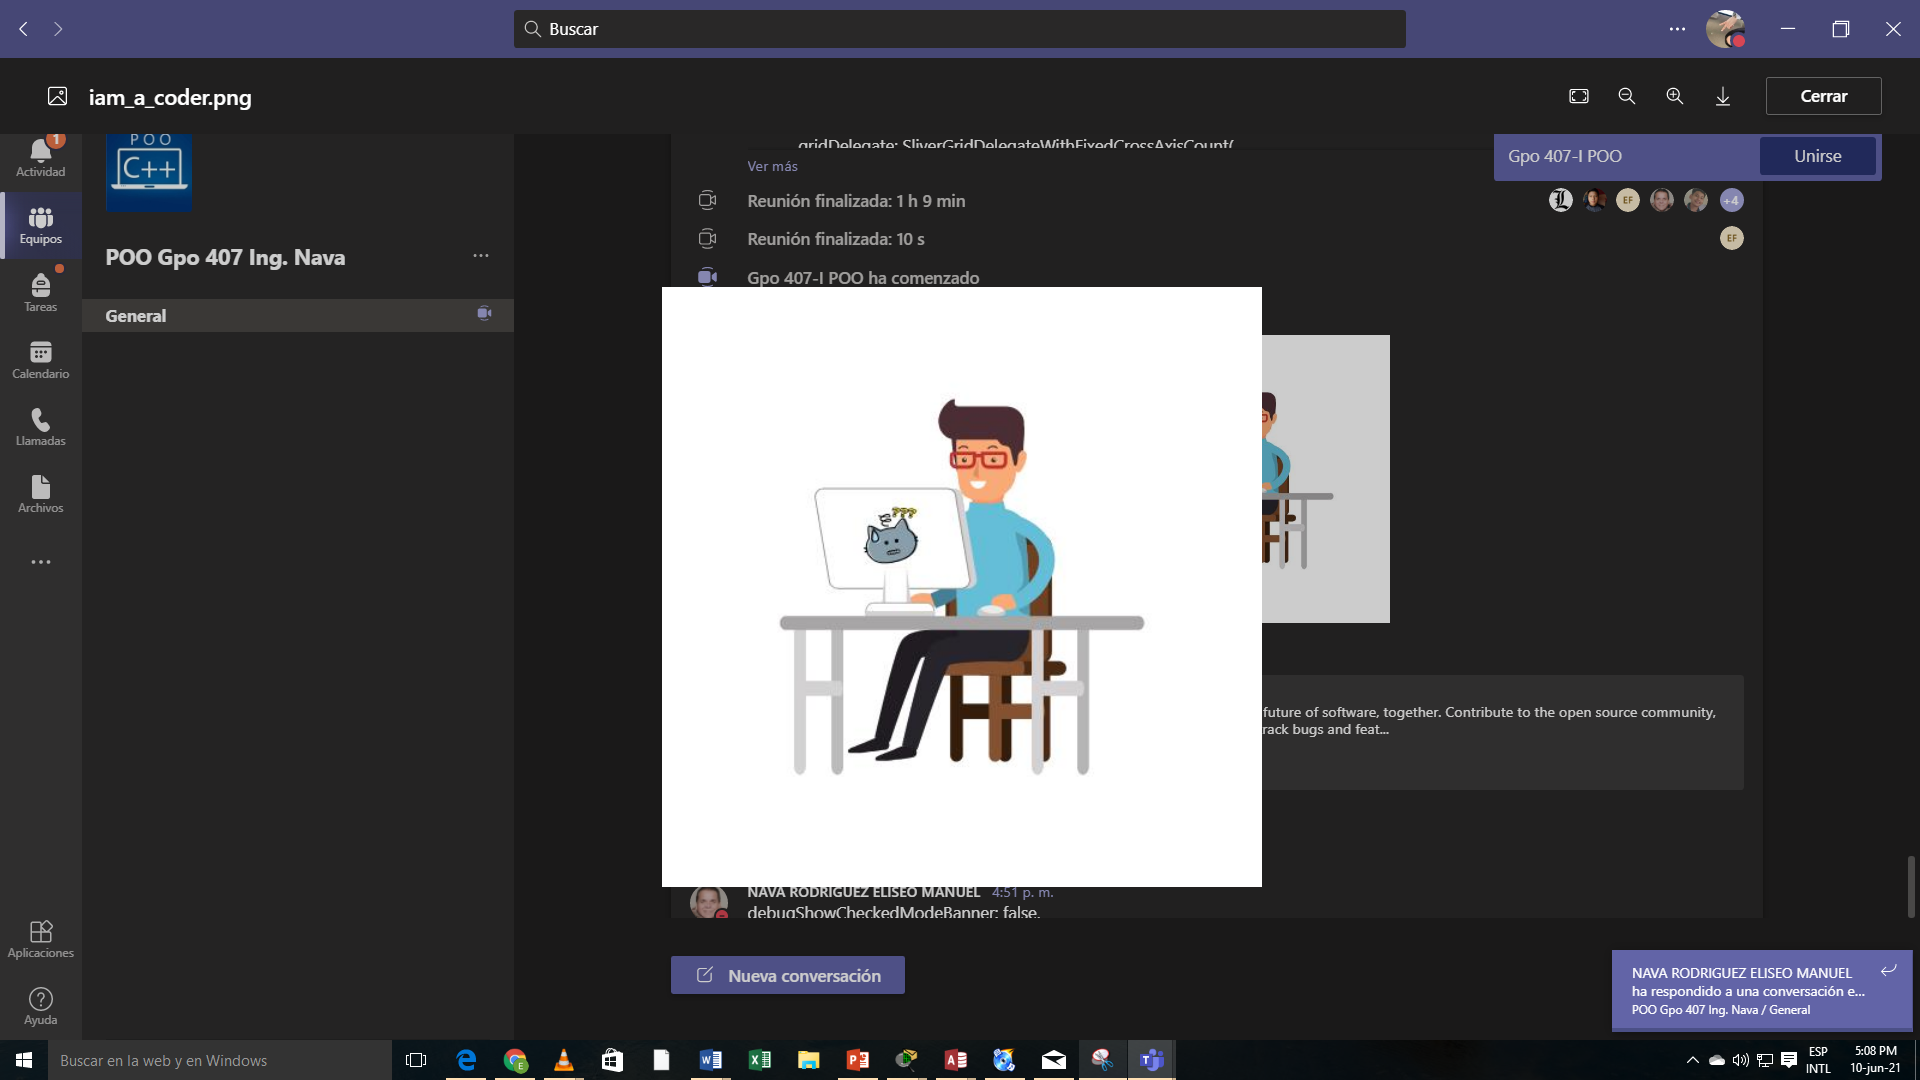 Buscar
iam_a_coder.png
Cerrar
1
Actividad
Equipos
Tareas
Calendario
Llamadas
Archivos
Aplicaciones
Ayuda
POO
C++
POO Gpo 407 Ing. Nava
General
gridDelegate: SliverGridDelegateWithFixedCrossAxisCount(
Ver más
Gpo 407-I POO
Unirse
Reunión finalizada: 1 h 9 min
L
EF
+4
Reunión finalizada: 10 s
EF
Gpo 407-I POO ha comenzado
???
future of software, together. Contribute to the open source community,
rack bugs and feat...
NAVA RODRIGUEZ ELISEO MANUEL 4:51 p. m.
debugShowCheckedModeBanner: false,
Nueva conversación
NAVA RODRIGUEZ ELISEO MANUEL
ha respondido a una conversación e...
POO Gpo 407 Ing. Nava / General
Buscar en la web y en Windows
ESP
INTL
5:08 PM
10-jun-21